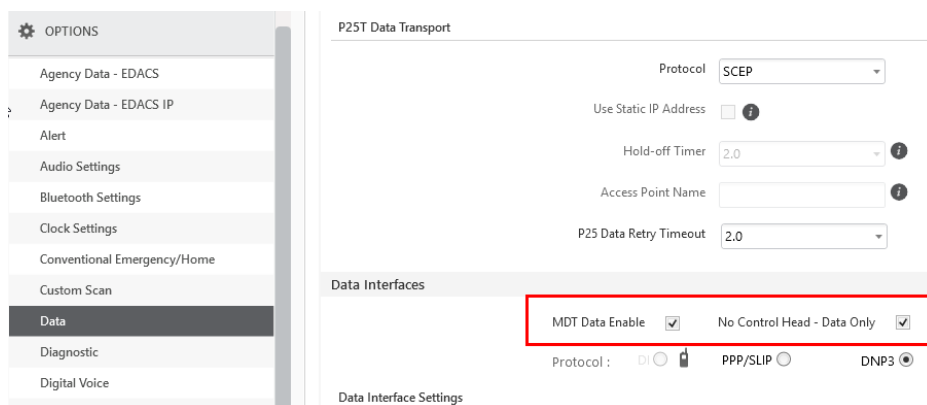 OPTIONS
Agency Data - EDACS
Agency Data - EDACS IP
Alert
Audio Settings
Bluetooth Settings
Clock Settings
Conventional Emergency/Home
Custom Scan
Data
Diagnostic
Digital Voice
P25T Data Transport
Protocol SCEP
Use Static IP Address
Hold-off Timer 2.0
Access Point Name
P25 Data Retry Timeout 2.0
Data Interfaces
MDT Data Enable No Control Head - Data Only
Protocol : DI PPP/SLIP DNP3
Data Interface Settings